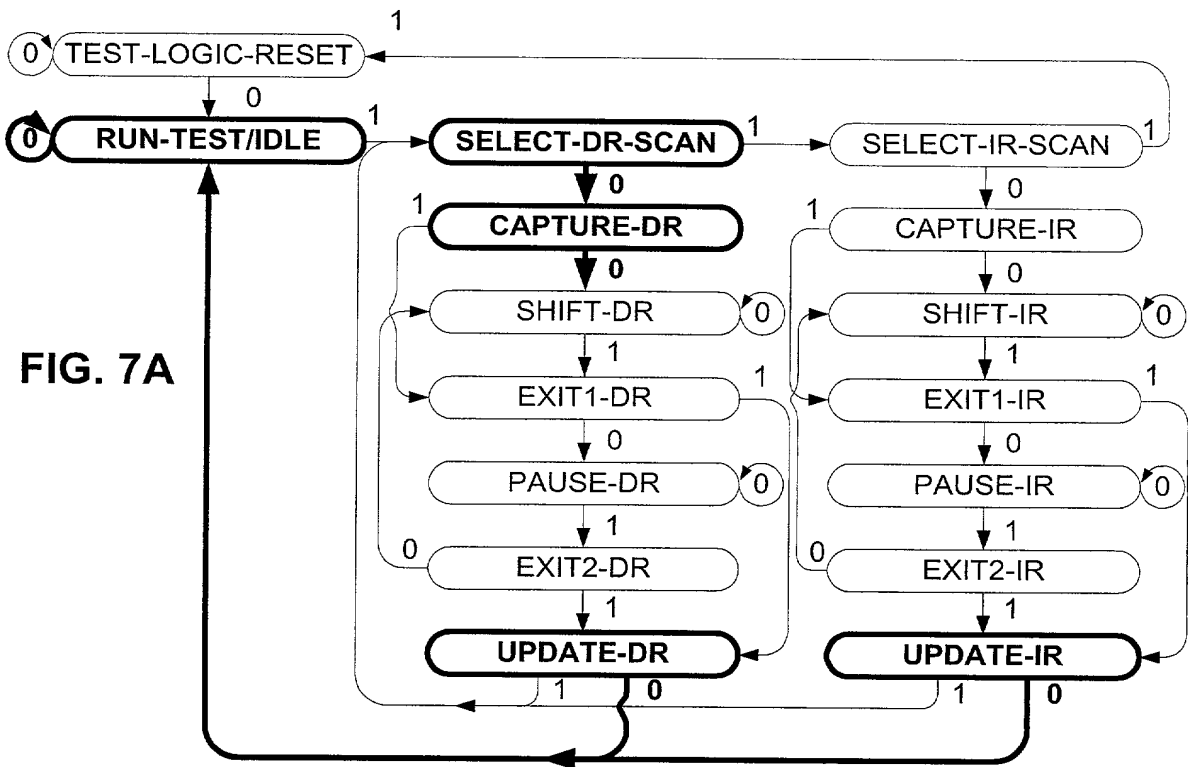 1
0 TEST-LOGIC-RESET
0
0 RUN-TEST/IDLE 1 SELECT-DR-SCAN 1 SELECT-IR-SCAN 1
0 0
1 CAPTURE-DR 1 CAPTURE-IR
0 0
SHIFT-DR 0 SHIFT-IR 0
FIG. 7A
1 1
EXIT1-DR 1 EXIT1-IR 1
0 0
PAUSE-DR 0 PAUSE-IR 0
1 1
0 EXIT2-DR 0 EXIT2-IR
1 1
UPDATE-DR UPDATE-IR
1 0 1 0